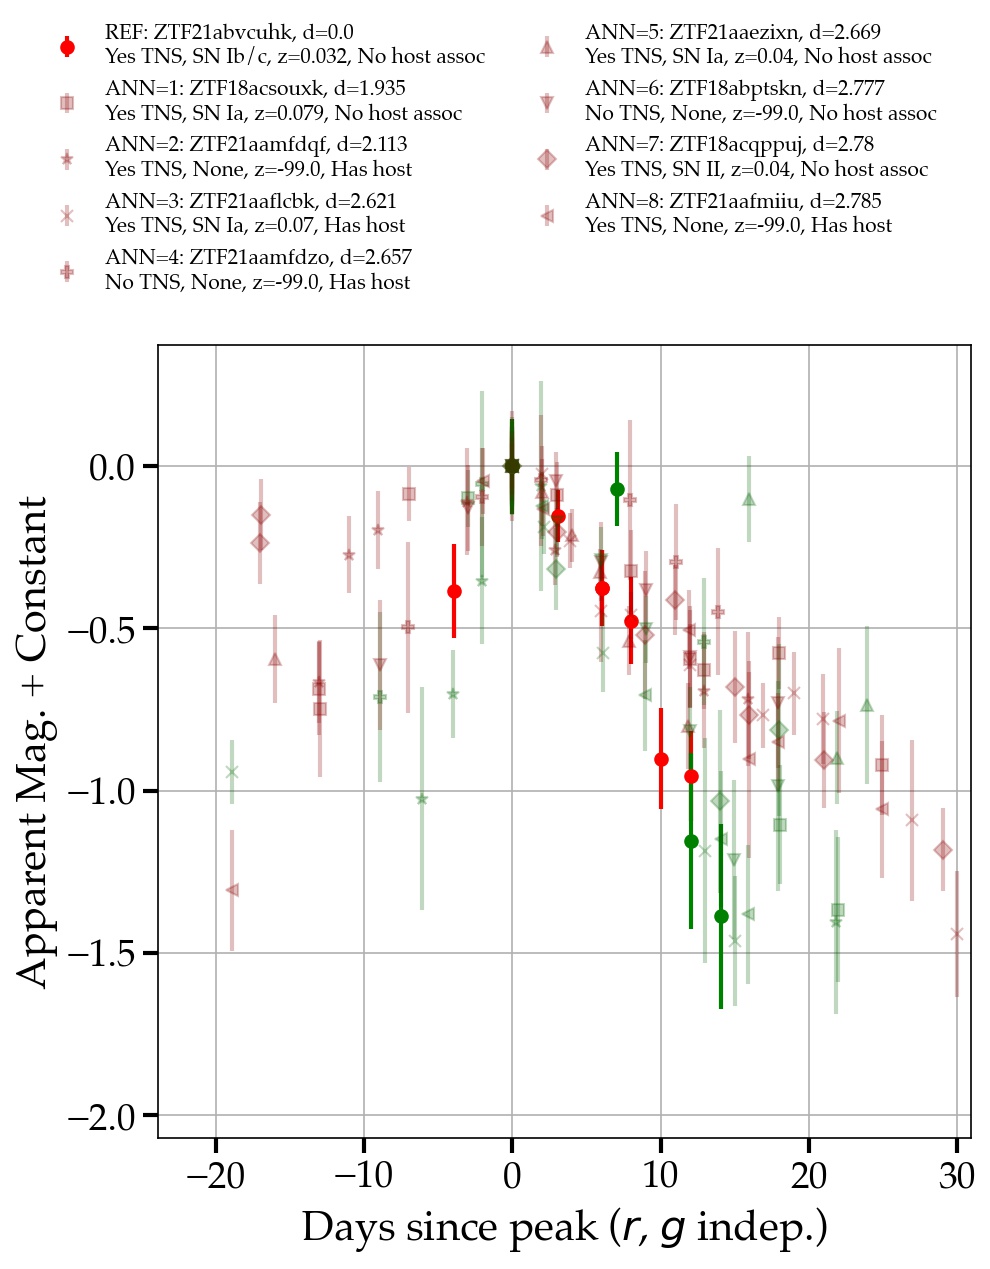 REF: ZTF21abvcuhk, d=0.0
Yes TNS, SN Ib/c, z=0.032, No host assoc
ANN=1: ZTF18acsouxk, d=1.935
Yes TNS, SN Ia, z=0.079, No host assoc
ANN=2: ZTF21aamfdqf, d=2.113
Yes TNS, None, z=-99.0, Has host
ANN=3: ZTF21aaflcbk, d=2.621
Yes TNS, SN Ia, z=0.07, Has host
ANN=4: ZTF21aamfdzo, d=2.657
No TNS, None, z=-99.0, Has host
ANN=5: ZTF21aaezixn, d=2.669
Yes TNS, SN Ia, z=0.04, No host assoc
ANN=6: ZTF18abptskn, d=2.777
No TNS, None, z=-99.0, No host assoc
ANN=7: ZTF18acqppuj, d=2.78
Yes TNS, SN II, z=0.04, No host assoc
ANN=8: ZTF21aafmiiu, d=2.785
Yes TNS, None, z=-99.0, Has host
Apparent Mag. + Constant
0.0
−0.5
−1.0
−1.5
−2.0
−20
−10
0
10
20
30
Days since peak (r, g indep.)